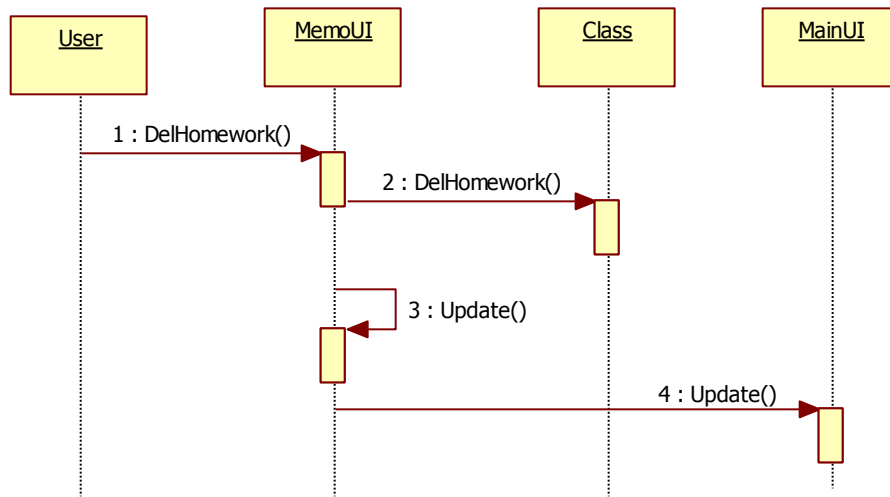 User
MemoUI
Class
MainUI
1 : DelHomework()
2 : DelHomework()
3 : Update()
4 : Update()